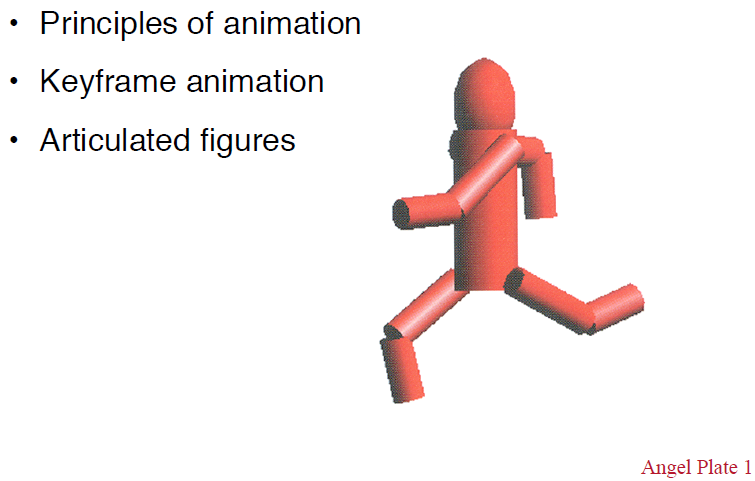 • Principles of animation
• Keyframe animation
• Articulated figures
Angel Plate 1